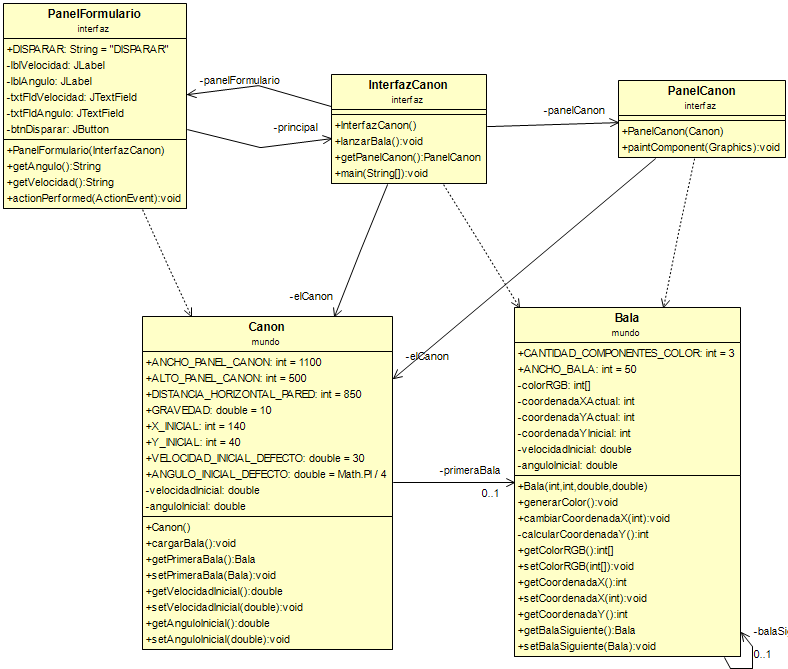 PanelFormulario
interfaz
+DISPARAR: String = "DISPARAR"
-lblVelocidad: JLabel
-lblAngulo: JLabel
-txtFldVelocidad: JTextField
-txtFldAngulo: JTextField
-btnDisparar: JButton
+PanelFormulario(InterfazCanon)
+getAngulo():String
+getVelocidad():String
+actionPerformed(ActionEvent):void
-panelFormulario
-principal
InterfazCanon
interfaz
+InterfazCanon()
+lanzarBala():void
+getPanelCanon():PanelCanon
+main(String[]):void
-panelCanon
PanelCanon
interfaz
+PanelCanon(Canon)
+paintComponent(Graphics):void
-elCanon
-elCanon
Canon
mundo
+ANCHO_PANEL_CANON: int = 1100
+ALTO_PANEL_CANON: int = 500
+DISTANCIA_HORIZONTAL_PARED: int = 850
+GRAVEDAD: double = 10
+X_INICIAL: int = 140
+Y_INICIAL: int = 40
+VELOCIDAD_INICIAL_DEFECTO: double = 30
+ANGULO_INICIAL_DEFECTO: double = Math.PI / 4
-velocidadInicial: double
-anguloInicial: double
+Canon()
+cargarBala():void
+getPrimeraBala():Bala
+setPrimeraBala(Bala):void
+getVelocidadInicial():double
+setVelocidadInicial(double):void
+getAnguloInicial():double
+setAnguloInicial(double):void
-primeraBala
0..1
Bala
mundo
+CANTIDAD_COMPONENTES_COLOR: int = 3
+ANCHO_BALA: int = 50
-colorRGB: int[]
-coordenadaXActual: int
-coordenadaYActual: int
-coordenadaYInicial: int
-velocidadInicial: double
-anguloInicial: double
+Bala(int,int,double,double)
+generarColor():void
+cambiarCoordenadaX(int):void
-calcularCoordenadaY():int
+getColorRGB():int[]
+setColorRGB(int[]):void
+getCoordenadaX():int
+setCoordenadaX(int):void
+getCoordenadaY():int
+getBalaSiguiente():Bala
+setBalaSiguiente(Bala):void
-balaSi
0..1